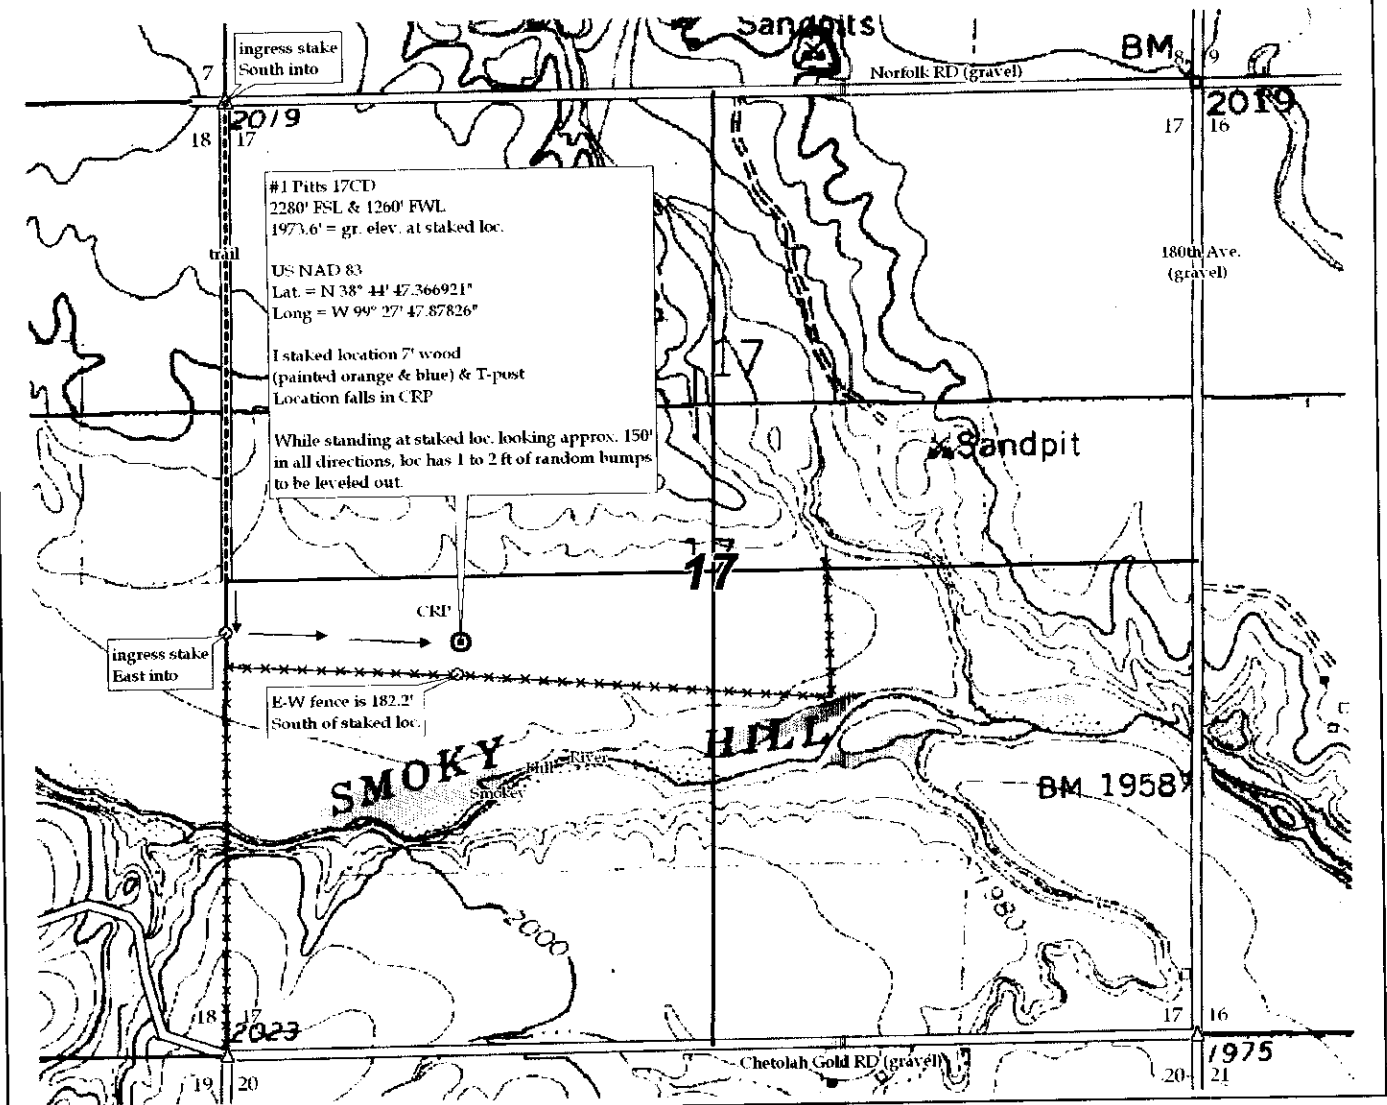 Sandpits
ingress stake
South into
BM
8 9
7
Norfolk RD (gravel)
2019
2019
18 17
17 16
#1 Pitts 17CD
2280' FSL & 1260' FWL
1973.6' = gr. elev. at staked loc.
US NAD 83
Lat. = N 38° 44' 47.366921"
Long = W 99° 27' 47.87826"
I staked location 7' wood
(painted orange & blue) & T-post
Location falls in CRP
While standing at staked loc. looking approx. 150'
in all directions, loc has 1 to 2 ft of random bumps
to be leveled out.
trail
180th Ave.
(gravel)
17
Sandpit
17
17
CRP
ingress stake
East into
E-W fence is 182.2'
South of staked loc.
SMOKY HILL
Smokey Hill River
BM 1958
1980
2000
18 17
17 16
2023
Chetolah Gold RD (gravel)
1975
19 20
20 21